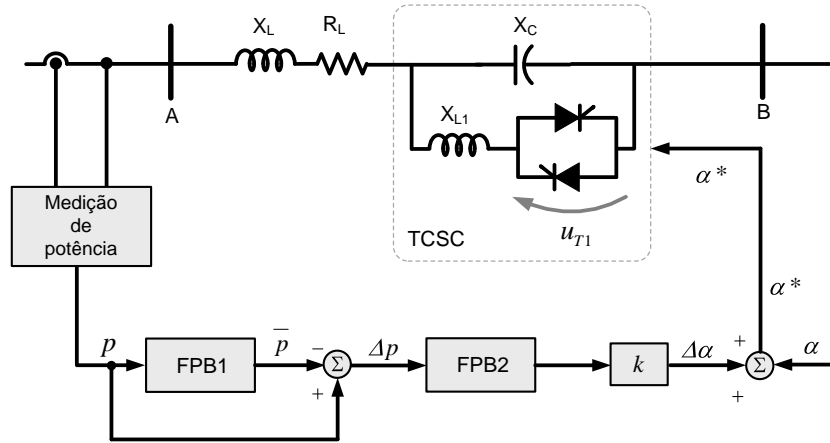 X_L R_L X_C
A
B
X_L1
α*
Medição
de
potência
TCSC
u_T1
α*
p
FPB1
p̅
−
Σ
+
Δp
FPB2
k
Δα
+
Σ
+
α